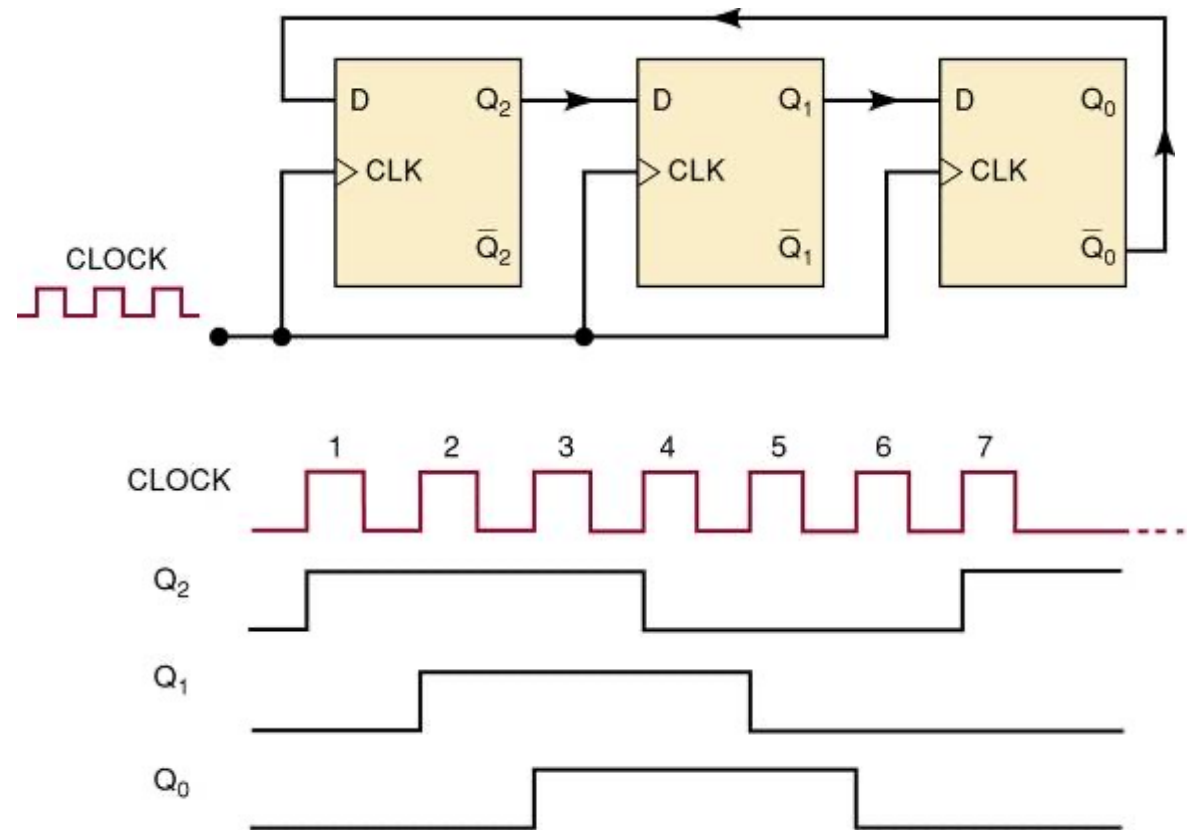 D Q₂ D Q₁ D Q₀
CLK CLK CLK
Q̅₂ Q̅₁ Q̅₀
CLOCK
1 2 3 4 5 6 7
CLOCK
Q₂
Q₁
Q₀